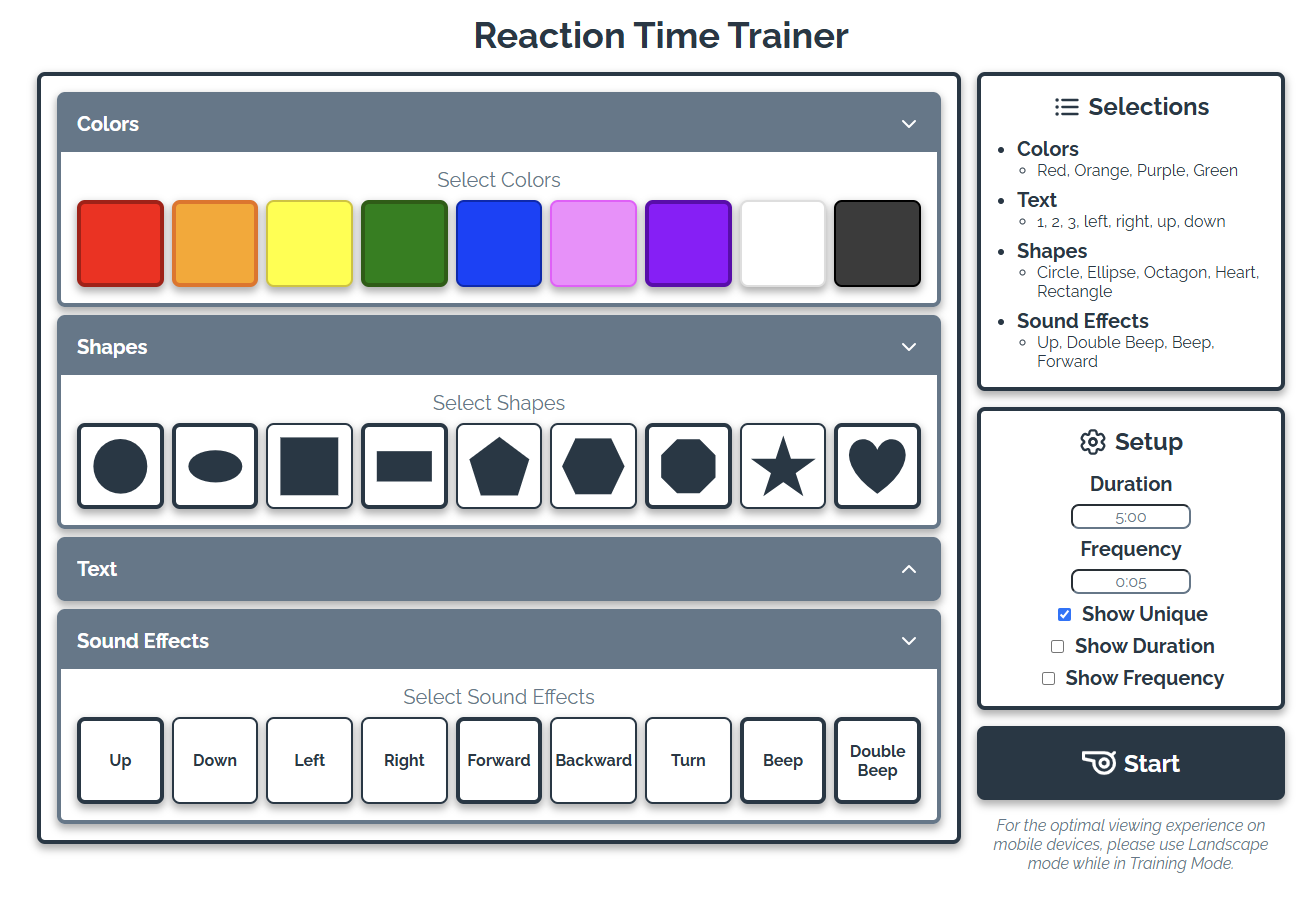 Reaction Time Trainer
Colors
Select Colors
Shapes
Select Shapes
Text
Sound Effects
Select Sound Effects
Up
Down
Left
Right
Forward
Backward
Turn
Beep
Double
Beep
Selections
Colors
Red, Orange, Purple, Green
Text
1, 2, 3, left, right, up, down
Shapes
Circle, Ellipse, Octagon, Heart,
Rectangle
Sound Effects
Up, Double Beep, Beep,
Forward
Setup
Duration
5:00
Frequency
0:05
Show Unique
Show Duration
Show Frequency
Start
For the optimal viewing experience on
mobile devices, please use Landscape
mode while in Training Mode.